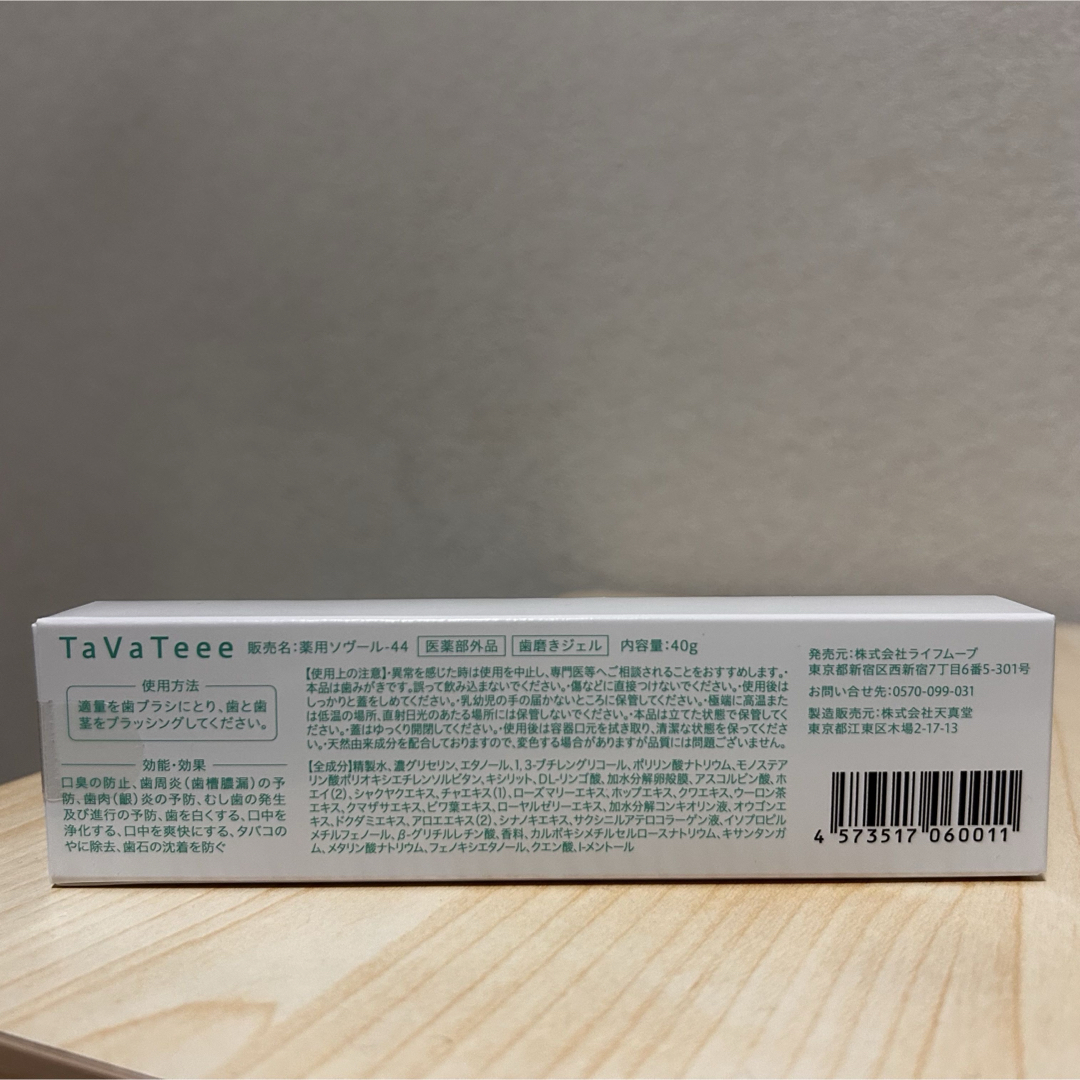 TaVaTeee 販売名:薬用ソヴール-44 医薬部外品 歯磨きジェル 内容量:40g
使用方法
適量を歯ブラシにとり、歯と歯
茎をブラッシングしてください。
効能・効果
口臭の防止、歯周炎(歯槽膿漏)の予
防、歯肉(齦)炎の予防、むし歯の発生
及び進行の予防、歯を白くする、口中を
浄化する、口中を爽快にする、タバコの
やに除去、歯石の沈着を防ぐ
【使用上の注意】・異常を感じた時は使用を中止し、専門医等へご相談されることをおすすめします。・
本品は歯みがきです。誤って飲み込まないでください。・傷などに直接つけないでください。・使用後は
しっかりと蓋をしめてください。・乳幼児の手の届かないところに保管してください。・極端に高温また
は低温の場所、直射日光のあたる場所には保管しないでください。・本品は立てた状態で保管してく
ださい。・蓋はゆっくり開閉してください。・使用後は容器口元を拭き取り、清潔な状態を保ってくださ
い。・天然由来成分を配合しておりますので、変色する場合がありますが品質には問題ございません。
【全成分】精製水、濃グリセリン、エタノール、1,3-ブチレングリコール、ポリリン酸ナトリウム、モノステア
リン酸ポリオキシエチレンソルビタン、キシリット、DL-リンゴ酸、加水分解卵殻膜、アスコルビン酸、ホ
エイ(2)、シャクヤクエキス、チャエキス(1)、ローズマリーエキス、ホップエキス、クワエキス、ウーロン茶
エキス、クマザサエキス、ビワ葉エキス、ローヤルゼリーエキス、加水分解コンキオリン液、オウゴンエ
キス、ドクダミエキス、アロエエキス(2)、シナノキエキス、サクシニルアテロコラーゲン液、イソプロピル
メチルフェノール、β-グリチルレチン酸、香料、カルボキシメチルセルロースナトリウム、キサンタンガ
ム、メタリン酸ナトリウム、フェノキシエタノール、クエン酸、l-メントール
発売元:株式会社ライフムーブ
東京都新宿区西新宿7丁目6番5-301号
お問い合せ先:0570-099-031
製造販売元:株式会社天真堂
東京都江東区木場2-17-13
4 573517 060011